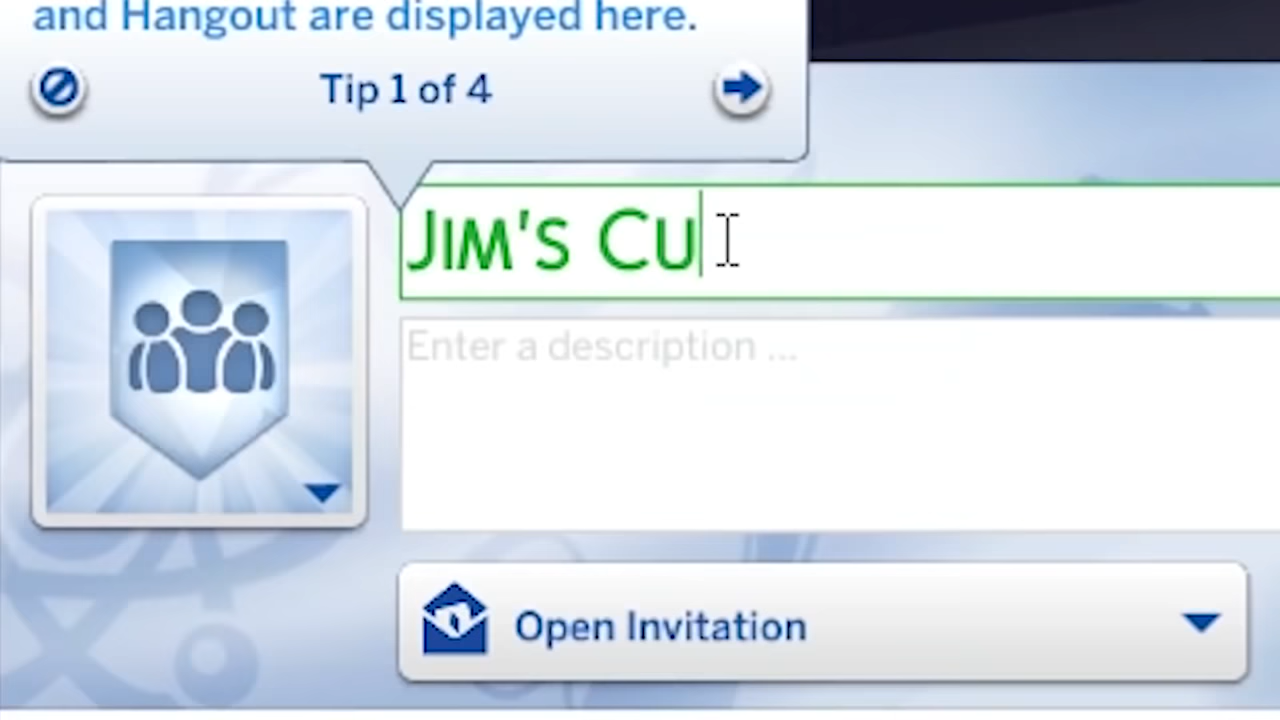 and Hangout are displayed here.
Tip 1 of 4
Jim's Cu
Enter a description ...
Open Invitation